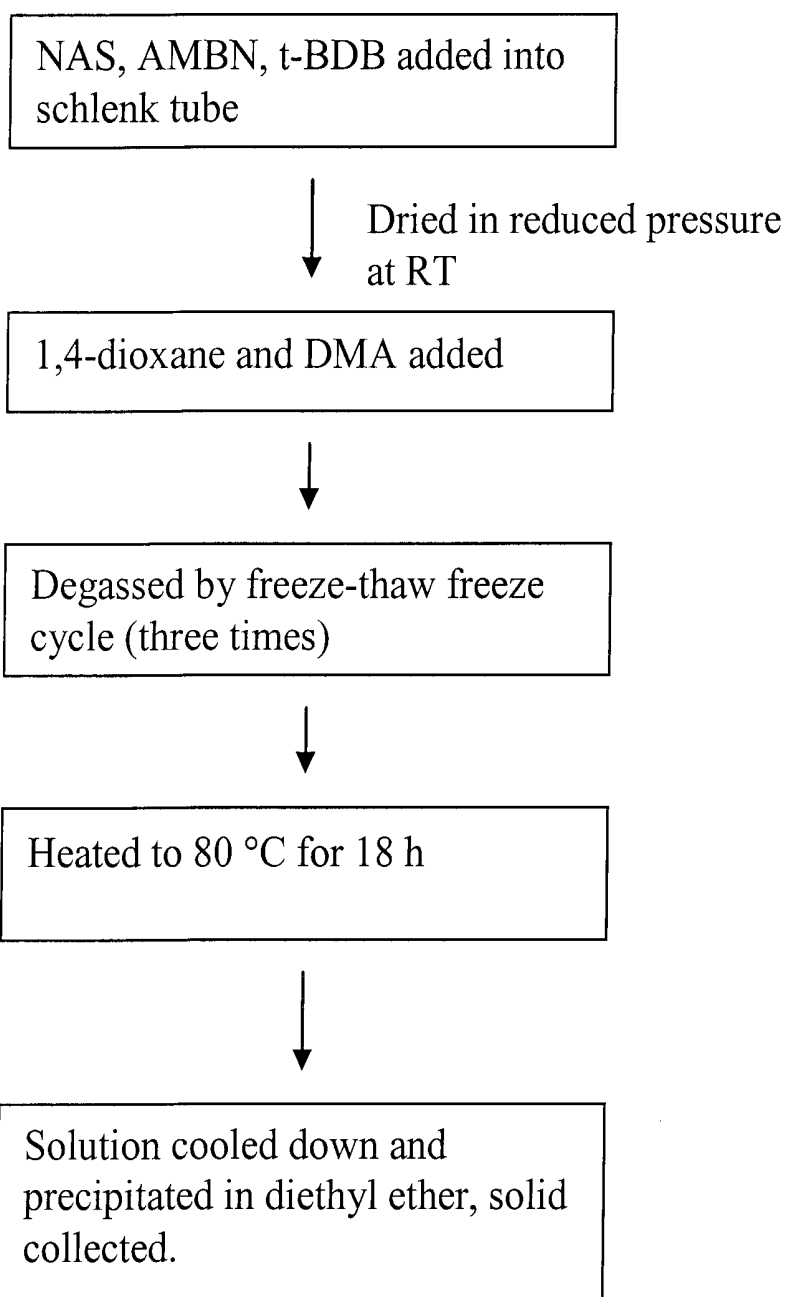 NAS, AMBN, t-BDB added into
schlenk tube
Dried in reduced pressure
at RT
1,4-dioxane and DMA added
Degassed by freeze-thaw freeze
cycle (three times)
Heated to 80 °C for 18 h
Solution cooled down and
precipitated in diethyl ether, solid
collected.